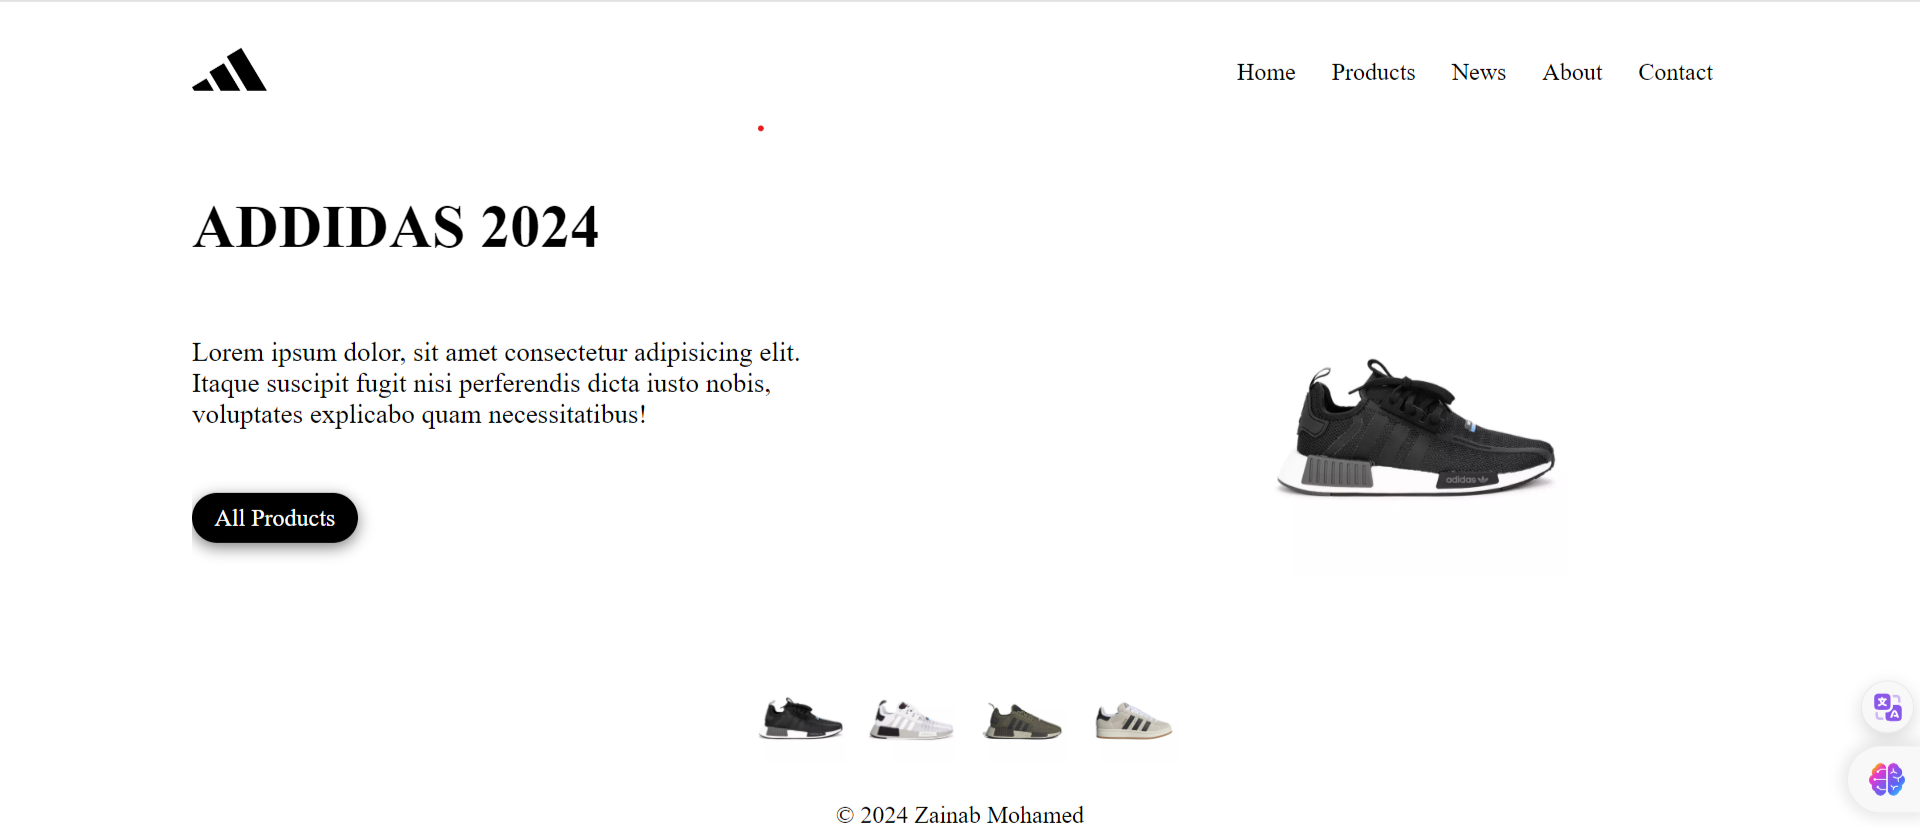 Home Products News About Contact
ADDIDAS 2024
Lorem ipsum dolor, sit amet consectetur adipisicing elit.
Itaque suscipit fugit nisi perferendis dicta iusto nobis,
voluptates explicabo quam necessitatibus!
adidas
All Products
文
A
© 2024 Zainab Mohamed